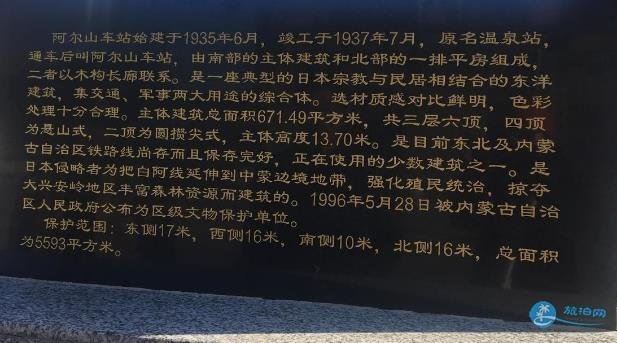 阿尔山车站始建于1935年6月，竣工于1937年7月，原名温泉站，
通车后叫阿尔山车站，由南部的主体建筑和北部的一排平房组成，
二者以木构长廊联系。是一座典型的日本宗教与民居相结合的东洋
建筑，集交通、军事两大用途的综合体。选材质感对比鲜明，色彩
处理十分合理。主体建筑总面积671.49平方米，共三层六顶，四顶
为悬山式，二顶为圆攒尖式，主体高度13.70米。是目前东北及内蒙
古自治区铁路线尚存而且保存完好，正在使用的少数建筑之一。是
日本侵略者为把白阿线延伸到中蒙边境地带，强化殖民统治，掠夺
大兴安岭地区丰富森林资源而建筑的。1996年5月28日被内蒙古自治
区人民政府公布为区级文物保护单位。
保护范围：东侧17米，西侧16米，南侧10米，北侧16米，总面积
为5593平方米。
旅泊网